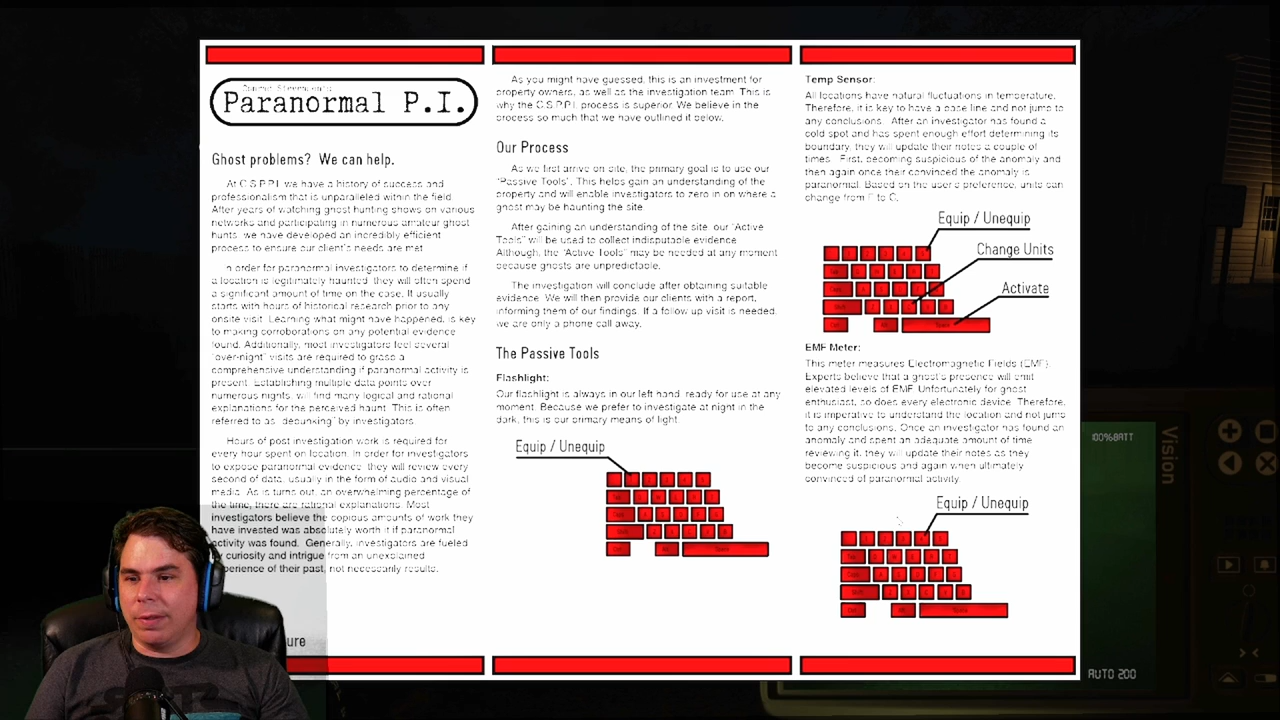 Paranormal P.I.
Ghost problems? We can help.
At C.S.P.P.I. we have a history of success and
professionalism that is unparalleled within the field.
After years of watching ghost hunting shows on various
networks and participating in numerous amateur ghost
hunts, we have developed an incredibly efficient
process to ensure our client's needs are met.
In order for paranormal investigators to determine if
a location is legitimately haunted, they will often spend
a significant amount of time on the case. It usually
starts with hours of historical research prior to any
onsite visit. Learning what might have happened, is key
to making corroborations on any potential evidence
found. Additionally, most investigators feel several
"over-night" visits are required to grasp a
comprehensive understanding if paranormal activity is
present. Establishing multiple data points over
numerous nights, will find many logical and rational
explanations for the perceived haunt. This is often
referred to as "debunking" by investigators.
Hours of post investigation work is required for
every hour spent on location. In order for investigators
to expose paranormal evidence, they will review every
second of data, usually in the form of audio and visual
media. As is turns out, an overwhelming percentage of
the time, there are rational explanations. Most
investigators believe the copious amounts of work they
have invested was absolutely worth it if paranormal
activity was found. Generally, investigators are fueled
by curiosity and intrigue from an unexplained
experience of their past, not necessarily results.
ure
As you might have guessed, this is an investment for
property owners, as well as the investigation team. This is
why the C.S.P.P.I. process is superior. We believe in the
process so much that we have outlined it below.
Our Process
As we first arrive on site, the primary goal is to use our
"Passive Tools". This helps gain an understanding of the
property and will enable investigators to zero in on where a
ghost may be haunting the site.
After gaining an understanding of the site, our "Active
Tools" will be used to collect indisputable evidence.
Although, the "Active Tools" may be needed at any moment
because ghosts are unpredictable.
The investigation will conclude after obtaining suitable
evidence. We will then provide our clients with a report,
informing them of our findings. If a follow up visit is needed,
we are only a phone call away.
The Passive Tools
Flashlight:
Our flashlight is always in our left hand, ready for use at any
moment. Because we prefer to investigate at night in the
dark, this is our primary means of light.
Equip / Unequip
Tab
Caps
Shift
Ctrl Alt Space
Temp Sensor:
All locations have natural fluctuations in temperature.
Therefore, it is key to have a base line and not jump to
any conclusions. After an investigator has found a
cold spot and has spent enough effort determining its
boundary, they will update their notes a couple of
times. First, becoming suspicious of the anomaly and
then again once their convinced the anomaly is
paranormal. Based on the user's preference, units can
change from F to C.
Equip / Unequip
Change Units
Activate
Tab
Caps
Shift
Ctrl Alt Space
EMF Meter:
This meter measures Electromagnetic Fields (EMF).
Experts believe that a ghost's presence will emit
elevated levels of EMF. Unfortunately for ghost
enthusiast, so does every electronic device. Therefore,
it is imperative to understand the location and not jump
to any conclusions. Once an investigator has found an
anomaly and spent an adequate amount of time
reviewing it, they will update their notes as they
become suspicious and again when ultimately
convinced of paranormal activity.
Equip / Unequip
Tab
Caps
Shift
Ctrl Alt Space
100%BATT
Vision
AUTO 200